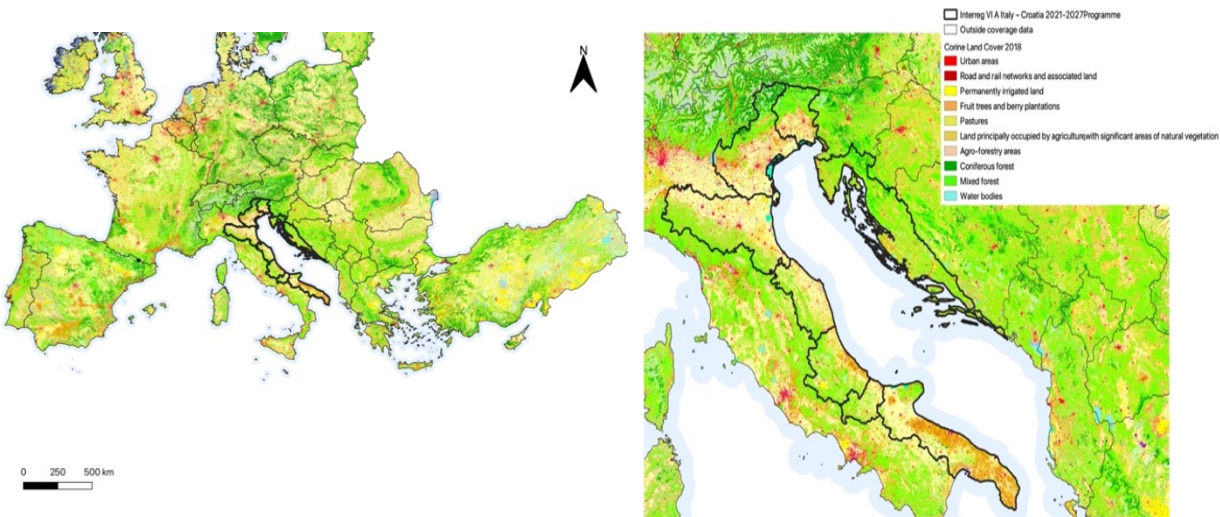 Interreg VI A Italy – Croatia 2021-2027Programme
Outside coverage data
Corine Land Cover 2018
Urban areas
Road and rail networks and associated land
Permanently irrigated land
Fruit trees and berry plantations
Pastures
Land principally occupied by agriculture,with significant areas of natural vegetation
Agro-forestry areas
Coniferous forest
Mixed forest
Water bodies
N
0 250 500 km